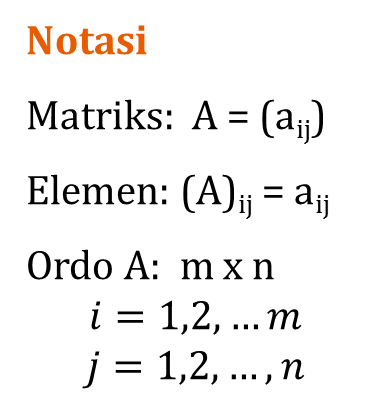 Notasi
Matriks: A = (aᵢⱼ)
Elemen: (A)ᵢⱼ = aᵢⱼ
Ordo A: m x n
i = 1,2, ... m
j = 1,2, ... , n